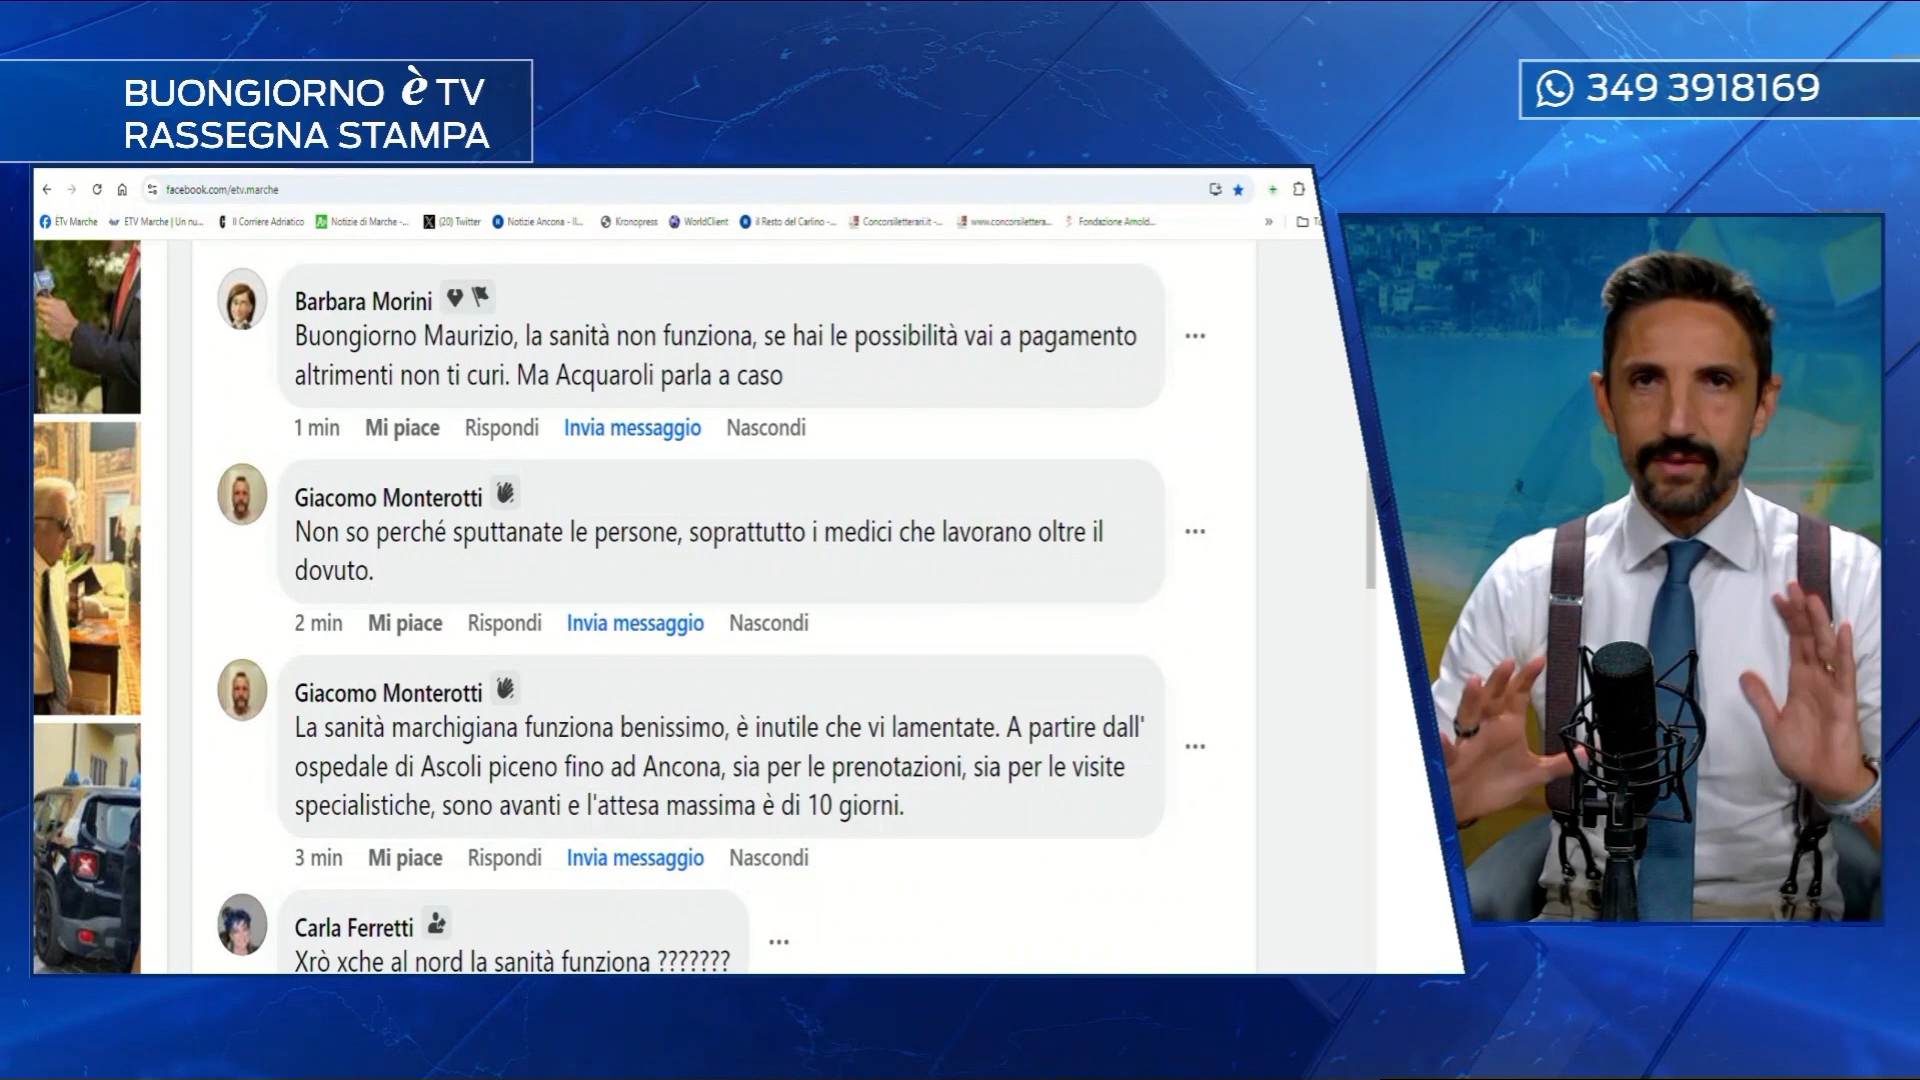 BUONGIORNO è TV
RASSEGNA STAMPA
349 3918169
facebook.com/etv.marche
ÈTv Marche
ETV Marche | Un nu...
Il Corriere Adriatico
Notizie di Marche -...
(20) Twitter
Notizie Ancona - Il...
Kronopress
WorldClient
il Resto del Carlino -...
Concorsiletterari.it -...
www.concorsilettera...
Fondazione Arnold...
Barbara Morini
Buongiorno Maurizio, la sanità non funziona, se hai le possibilità vai a pagamento
altrimenti non ti curi. Ma Acquaroli parla a caso
1 min Mi piace Rispondi Invia messaggio Nascondi
Giacomo Monterotti
Non so perché sputtanate le persone, soprattutto i medici che lavorano oltre il
dovuto.
2 min Mi piace Rispondi Invia messaggio Nascondi
Giacomo Monterotti
La sanità marchigiana funziona benissimo, è inutile che vi lamentate. A partire dall'
ospedale di Ascoli piceno fino ad Ancona, sia per le prenotazioni, sia per le visite
specialistiche, sono avanti e l'attesa massima è di 10 giorni.
3 min Mi piace Rispondi Invia messaggio Nascondi
Carla Ferretti
Xrò xche al nord la sanità funziona ???????